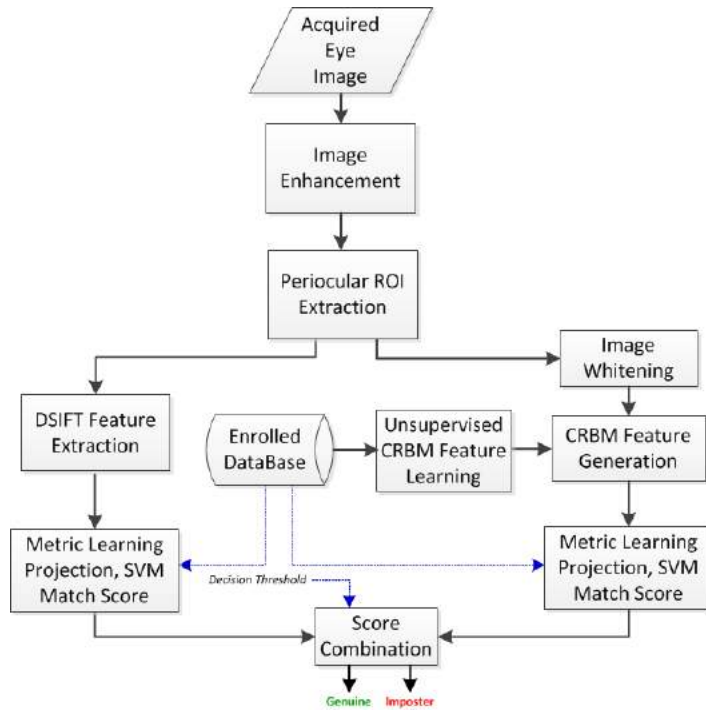 Acquired
Eye
Image
Image
Enhancement
Periocular ROI
Extraction
Image
Whitening
DSIFT Feature
Extraction
Enrolled
DataBase
Unsupervised
CRBM Feature
Learning
CRBM Feature
Generation
Metric Learning
Projection, SVM
Match Score
Decision Threshold
Metric Learning
Projection, SVM
Match Score
Score
Combination
Genuine
Imposter